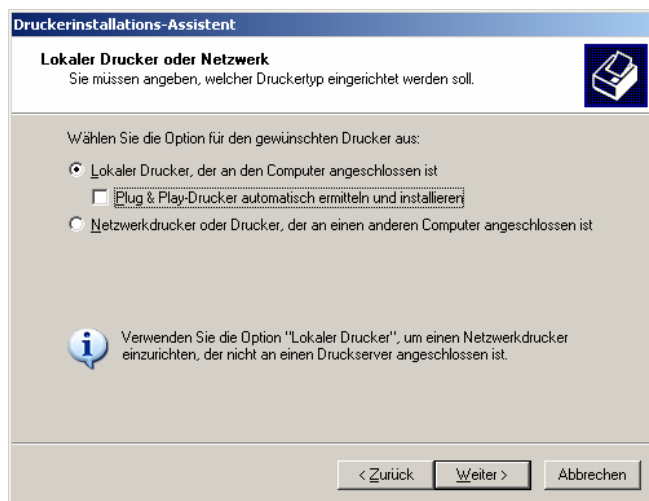 Druckerinstallations-Assistent
Lokaler Drucker oder Netzwerk
Sie müssen angeben, welcher Druckertyp eingerichtet werden soll.
Wählen Sie die Option für den gewünschten Drucker aus:
Lokaler Drucker, der an den Computer angeschlossen ist
Plug & Play-Drucker automatisch ermitteln und installieren
Netzwerkdrucker oder Drucker, der an einen anderen Computer angeschlossen ist
Verwenden Sie die Option "Lokaler Drucker", um einen Netzwerkdrucker
einzurichten, der nicht an einen Druckserver angeschlossen ist.
< Zurück Weiter > Abbrechen